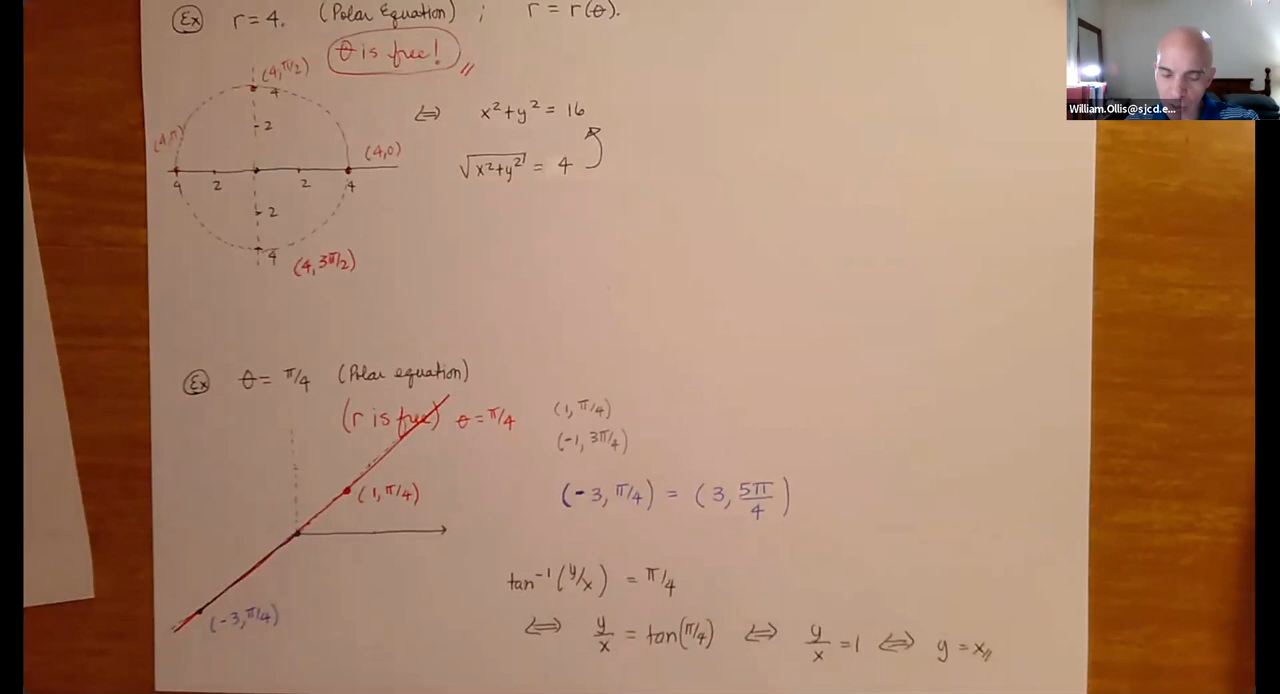 Ex r = 4. (Polar Equation) ; r = r(θ).
θ is free!
(4, π/2)
4
2
(4, π)
(4, 0)
4 2 2 4
2
4
(4, 3π/2)
⇔ x² + y² = 16
√x²+y² = 4
William.Ollis@sjcd.e...
Ex θ = π/4 (Polar equation)
(r is free) θ = π/4
(1, π/4)
(-1, 3π/4)
(1, π/4)
(-3, π/4) = (3, 5π/4)
(-3, π/4)
tan⁻¹(y/x) = π/4
⇔ y/x = tan(π/4) ⇔ y/x = 1 ⇔ y = x